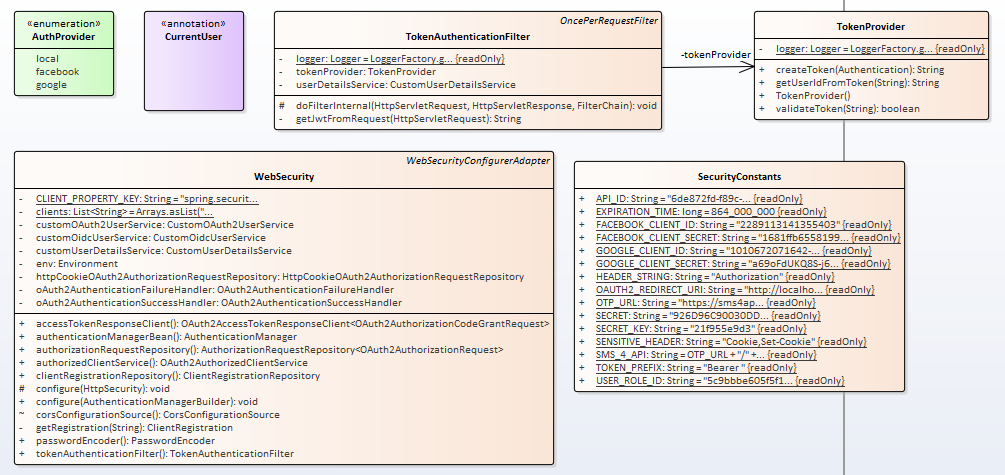 «enumeration»
AuthProvider
local
facebook
google
«annotation»
CurrentUser
OncePerRequestFilter
TokenAuthenticationFilter
- logger: Logger = LoggerFactory.g... {readOnly}
- tokenProvider: TokenProvider
- userDetailsService: CustomUserDetailsService
# doFilterInternal(HttpServletRequest, HttpServletResponse, FilterChain): void
- getJwtFromRequest(HttpServletRequest): String
-tokenProvider
TokenProvider
- logger: Logger = LoggerFactory.g... {readOnly}
+ createToken(Authentication): String
+ getUserIdFromToken(String): String
+ TokenProvider()
+ validateToken(String): boolean
WebSecurityConfigurerAdapter
WebSecurity
- CLIENT_PROPERTY_KEY: String = "spring.securit...
- clients: List<String> = Arrays.asList("...
- customOAuth2UserService: CustomOAuth2UserService
- customOidcUserService: CustomOidcUserService
- customUserDetailsService: CustomUserDetailsService
- env: Environment
- httpCookieOAuth2AuthorizationRequestRepository: HttpCookieOAuth2AuthorizationRequestRepository
- oAuth2AuthenticationFailureHandler: OAuth2AuthenticationFailureHandler
- oAuth2AuthenticationSuccessHandler: OAuth2AuthenticationSuccessHandler
+ accessTokenResponseClient(): OAuth2AccessTokenResponseClient<OAuth2AuthorizationCodeGrantRequest>
+ authenticationManagerBean(): AuthenticationManager
+ authorizationRequestRepository(): AuthorizationRequestRepository<OAuth2AuthorizationRequest>
+ authorizedClientService(): OAuth2AuthorizedClientService
+ clientRegistrationRepository(): ClientRegistrationRepository
# configure(HttpSecurity): void
+ configure(AuthenticationManagerBuilder): void
~ corsConfigurationSource(): CorsConfigurationSource
- getRegistration(String): ClientRegistration
+ passwordEncoder(): PasswordEncoder
+ tokenAuthenticationFilter(): TokenAuthenticationFilter
SecurityConstants
+ API_ID: String = "6de872fd-f89c-... {readOnly}
+ EXPIRATION_TIME: long = 864_000_000 {readOnly}
+ FACEBOOK_CLIENT_ID: String = "2289113141355403" {readOnly}
+ FACEBOOK_CLIENT_SECRET: String = "1681ffb6558199... {readOnly}
+ GOOGLE_CLIENT_ID: String = "1010672071642-... {readOnly}
+ GOOGLE_CLIENT_SECRET: String = "a69oFdUKQ8S-j6... {readOnly}
+ HEADER_STRING: String = "Authorization" {readOnly}
+ OAUTH2_REDIRECT_URI: String = "http://localho... {readOnly}
+ OTP_URL: String = "https://sms4ap... {readOnly}
+ SECRET: String = "926D96C90030DD... {readOnly}
+ SECRET_KEY: String = "21f955e9d3" {readOnly}
+ SENSITIVE_HEADER: String = "Cookie,Set-Cookie" {readOnly}
+ SMS_4_API: String = OTP_URL + "/" + ... {readOnly}
+ TOKEN_PREFIX: String = "Bearer " {readOnly}
+ USER_ROLE_ID: String = "5c9bbbe605f5f1... {readOnly}